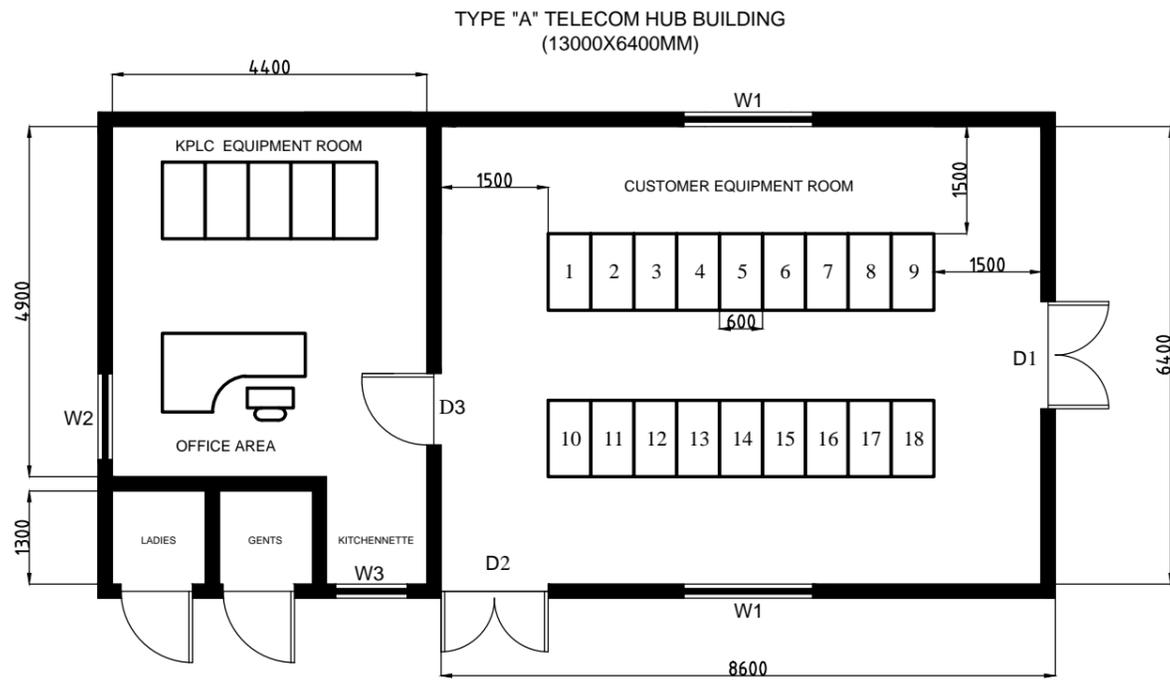 TYPE "A" TELECOM HUB BUILDING
(13000X6400MM)
4400
W1
KPLC EQUIPMENT ROOM
1500
CUSTOMER EQUIPMENT ROOM
1500
1 2 3 4 5 6 7 8 9
1500
4900
600
D1
6400
W2
D3
OFFICE AREA
10 11 12 13 14 15 16 17 18
1300
LADIES
GENTS
KITCHENNETTE
W3
D2
W1
8600